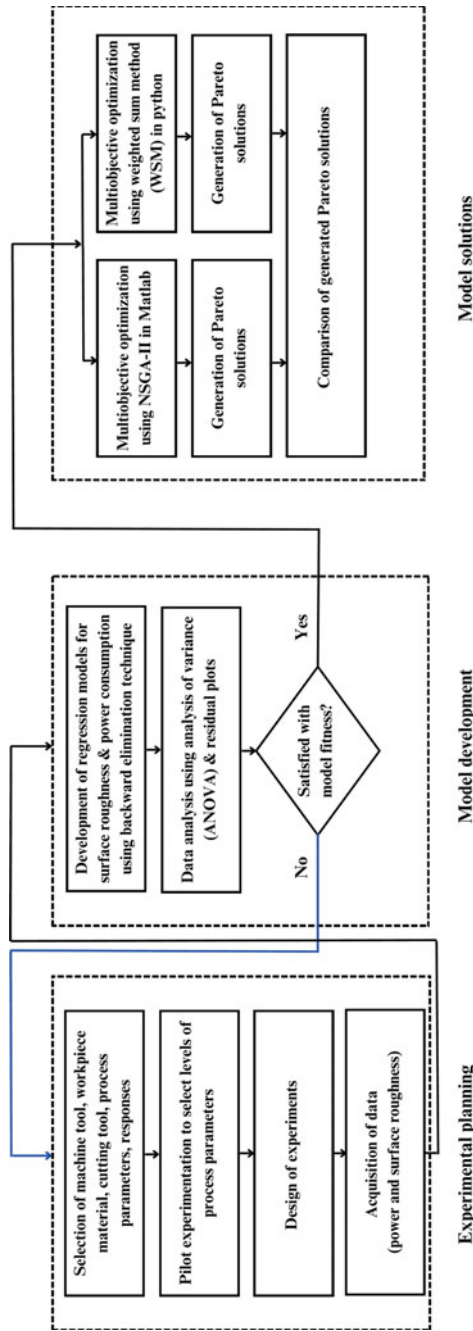 Selection of machine tool, workpiece
material, cutting tool, process
parameters, responses
Pilot experimentation to select levels of
process parameters
Design of experiments
Acquisition of data
(power and surface roughness)
Experimental planning
Development of regression models for
surface roughness & power consumption
using backward elimination technique
Data analysis using analysis of variance
(ANOVA) & residual plots
Satisfied with
model fitness?
No
Yes
Model development
Multiobjective optimization
using NSGA-II in Matlab
Multiobjective optimization
using weighted sum method
(WSM) in python
Generation of Pareto
solutions
Generation of Pareto
solutions
Comparison of generated Pareto solutions
Model solutions